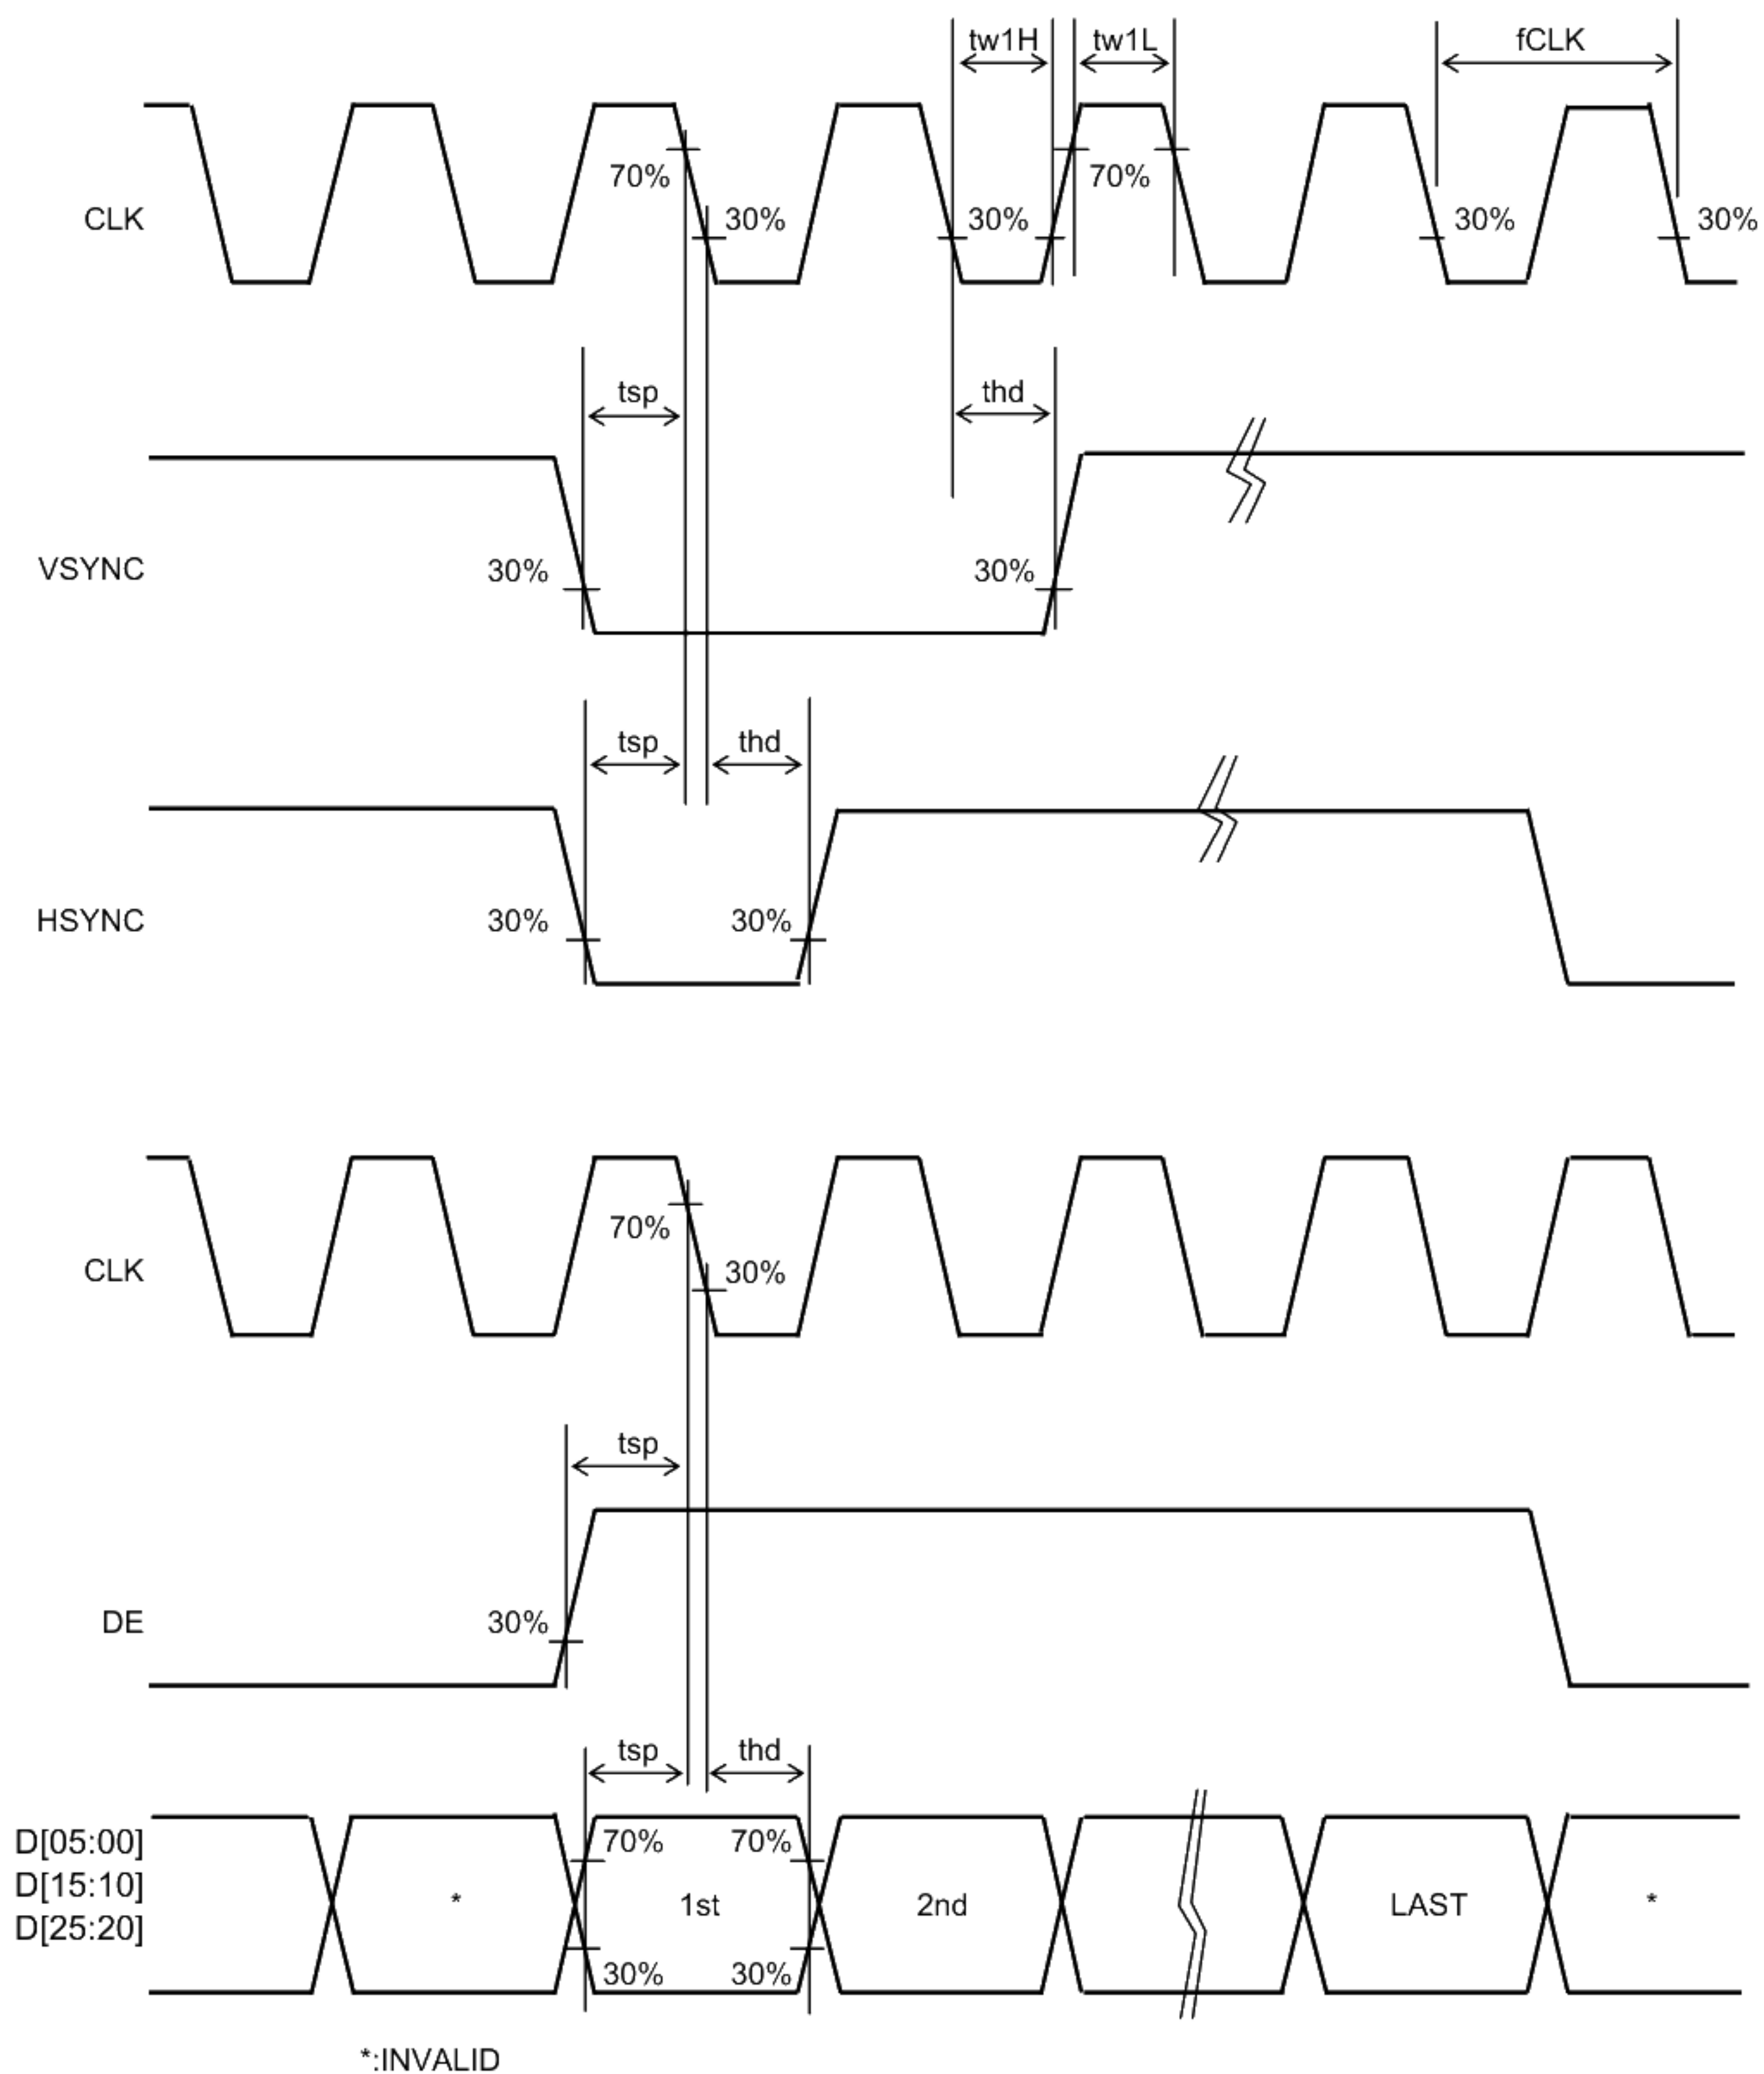 tw1H tw1L fCLK
70% 70%
CLK 30% 30% 30% 30%
tsp thd
VSYNC 30% 30%
tsp thd
HSYNC 30% 30%
70%
CLK 30%
tsp
DE 30%
tsp thd
D[05:00] 70% 70%
D[15:10] * 1st 2nd LAST *
D[25:20]
30% 30%
*:INVALID